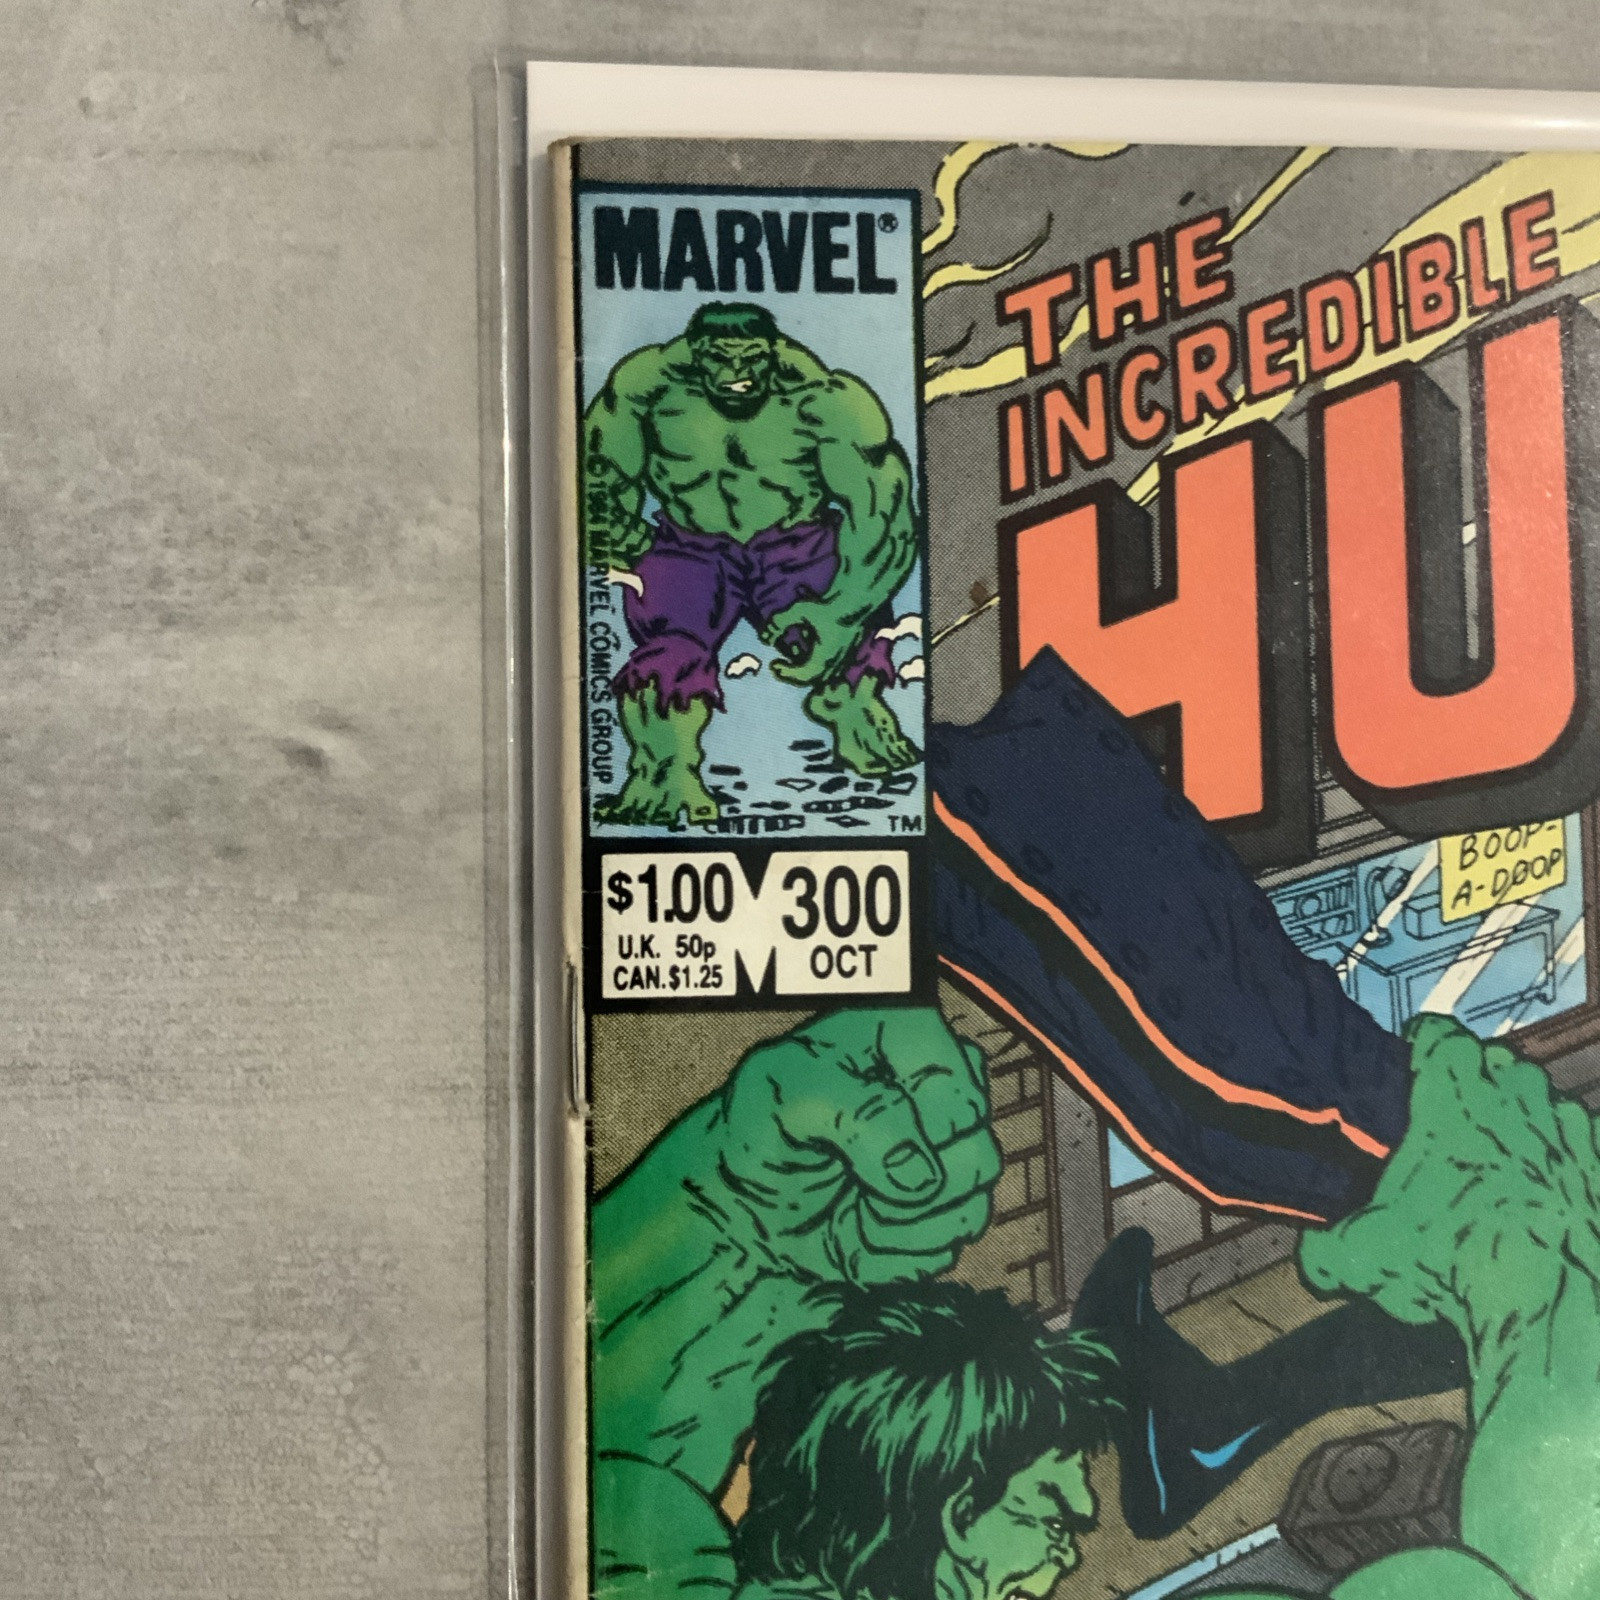 MARVEL®
THE
INCREDIBLE
HU
© 1984 MARVEL COMICS GROUP
TM
BOOP-
A-DOOP
$1.00 300
U.K. 50p OCT
CAN.$1.25